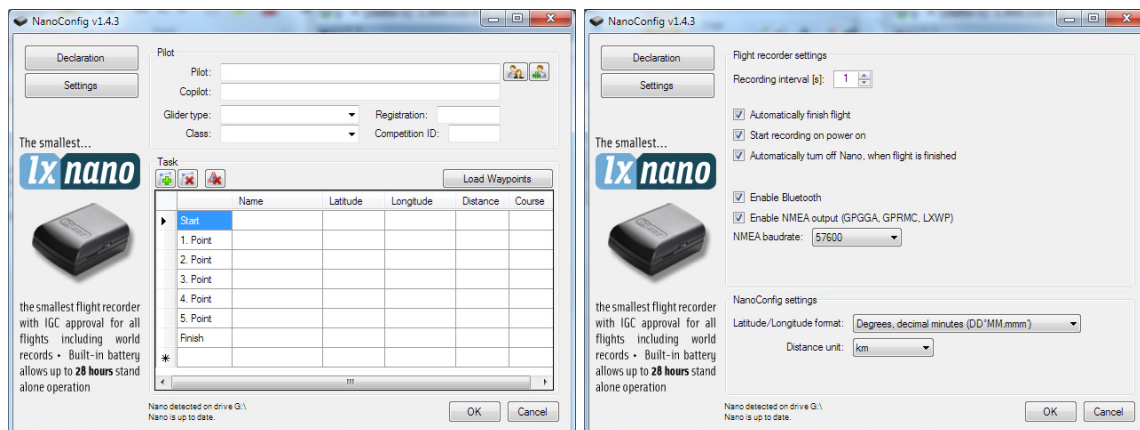 NanoConfig v1.4.3
Declaration
Settings
The smallest...
lx nano
the smallest flight recorder
with IGC approval for all
flights including world
records • Built-in battery
allows up to 28 hours stand
alone operation
Pilot
Pilot:
Copilot:
Glider type:
Registration:
Class:
Competition ID:
Task
Load Waypoints
Name Latitude Longitude Distance Course
Start
1. Point
2. Point
3. Point
4. Point
5. Point
Finish
Nano detected on drive G:\
Nano is up to date.
OK Cancel
NanoConfig v1.4.3
Declaration
Settings
The smallest...
lx nano
the smallest flight recorder
with IGC approval for all
flights including world
records • Built-in battery
allows up to 28 hours stand
alone operation
Flight recorder settings
Recording interval [s]: 1
Automatically finish flight
Start recording on power on
Automatically turn off Nano, when flight is finished
Enable Bluetooth
Enable NMEA output (GPGGA, GPRMC, LXWP)
NMEA baudrate: 57600
NanoConfig settings
Latitude/Longitude format: Degrees, decimal minutes (DD°MM.mmm')
Distance unit: km
Nano detected on drive G:\
Nano is up to date.
OK Cancel